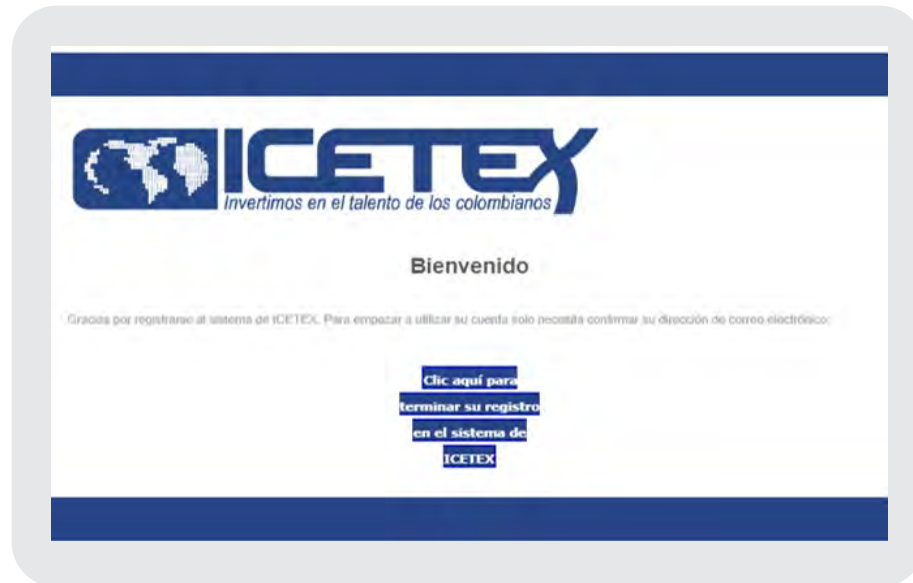 ICETEX
Invertimos en el talento de los colombianos
Bienvenido
Gracias por registrarse al sistema de ICETEX. Para empezar a utilizar su cuenta solo necesita confirmar su dirección de correo electrónico:
Clic aquí para
terminar su registro
en el sistema de
ICETEX